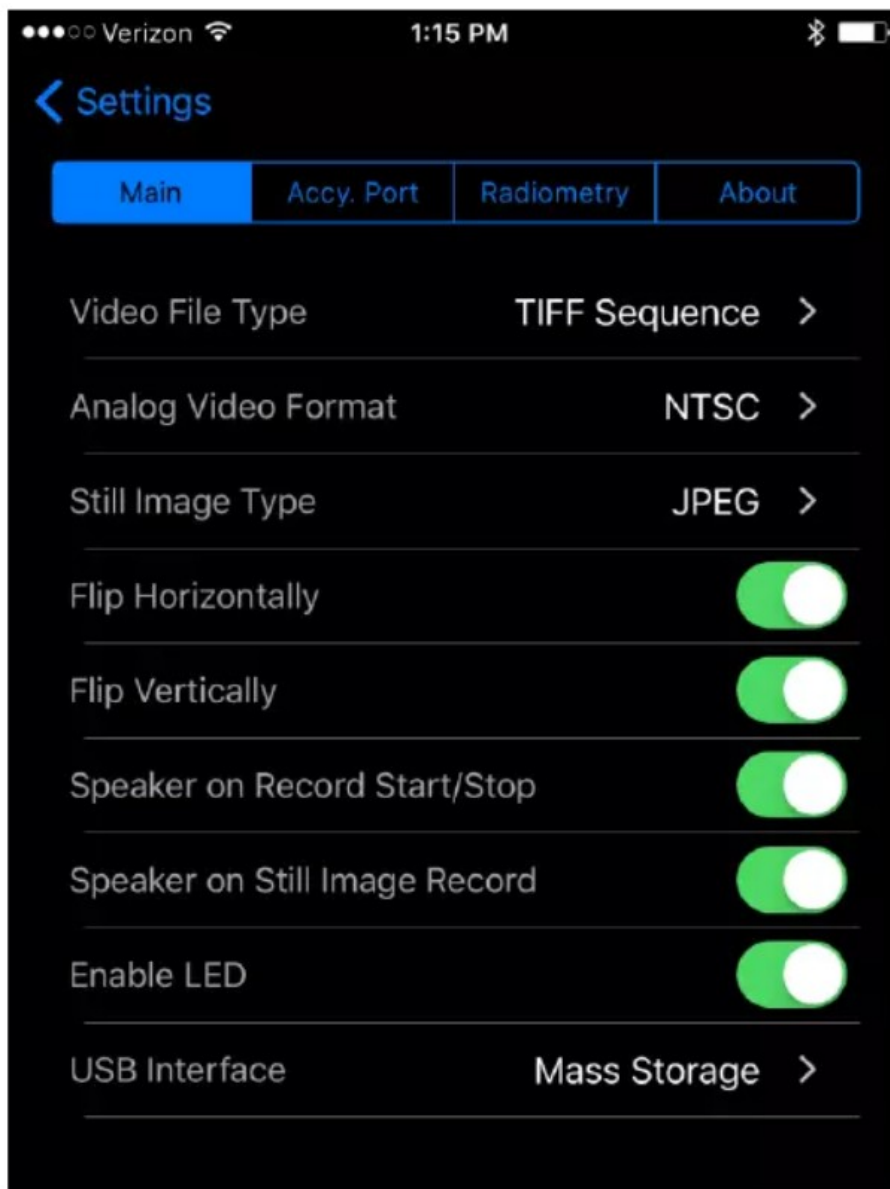 Verizon 1:15 PM
Settings
Main Accy. Port Radiometry About
Video File Type TIFF Sequence
Analog Video Format NTSC
Still Image Type JPEG
Flip Horizontally
Flip Vertically
Speaker on Record Start/Stop
Speaker on Still Image Record
Enable LED
USB Interface Mass Storage